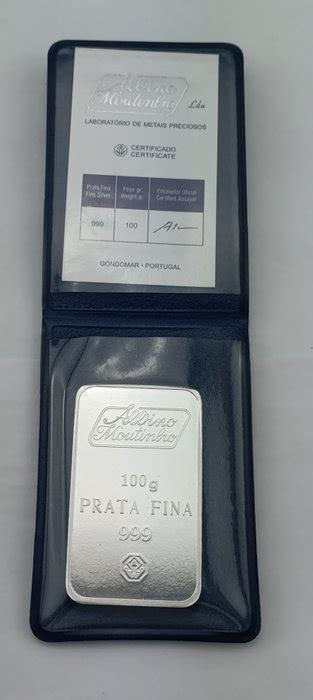 Albino
Moutinho Lda
LABORATÓRIO DE METAIS PRECIOSOS
CERTIFICADO
CERTIFICATE
Prata Fina Peso gr. Ensaiador Oficial
Fine Silver Weight gr. Certified Assayer
999 100
GONDOMAR • PORTUGAL
Albino
Moutinho
100g
PRATA FINA
999